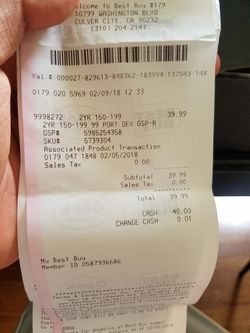 Welcome to Best Buy #179
10799 WASHINGTON BLVD
CULVER CITY, CA 90232
(310) 204-2147
Val #: 000027-829613-848362-183994-137043-148
0179 020 5969 02/09/18 12:33
9998272 2YR 150-199 39.99
2YR 150-199.99 PORT DEV GSP-R
GSP# 5985254358
SKU# 5739304
Associated Product Transaction
0179 047 1848 02/05/2018
Sales Tax 0.00
Subtotal 39.99
Sales Tax 0.00
Total 39.99
CASH 40.00
CHANGE CASH 0.01
My Best Buy
Member ID 0587936686